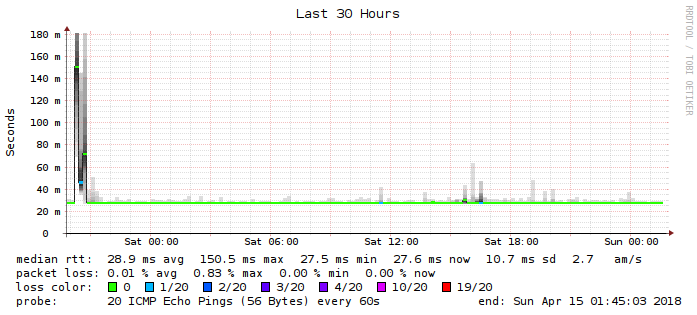 Last 30 Hours
RRDTOOL / TOBI OETIKER
Seconds
180 m
160 m
140 m
120 m
100 m
80 m
60 m
40 m
20 m
0
Sat 00:00 Sat 06:00 Sat 12:00 Sat 18:00 Sun 00:00
median rtt: 28.9 ms avg 150.5 ms max 27.5 ms min 27.6 ms now 10.7 ms sd 2.7 am/s
packet loss: 0.01 % avg 0.83 % max 0.00 % min 0.00 % now
loss color: 0 1/20 2/20 3/20 4/20 10/20 19/20
probe: 20 ICMP Echo Pings (56 Bytes) every 60s end: Sun Apr 15 01:45:03 2018